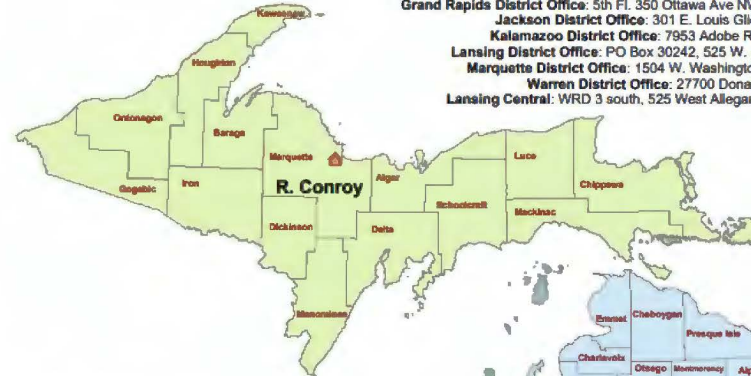 Grand Rapids District Office: 5th Fl. 350 Ottawa Ave NW
Jackson District Office: 301 E. Louis Gli
Kalamazoo District Office: 7953 Adobe R
Lansing District Office: PO Box 30242, 525 W.
Marquette District Office: 1504 W. Washingto
Warren District Office: 27700 Dona
Lansing Central: WRD 3 south, 525 West Allegan
Keweenaw
Houghton
Ontonagon
Baraga
Marquette
Luce
Gogebic
Iron
R. Conroy
Alger
Chippewa
Schoolcraft
Mackinac
Dickinson
Delta
Menominee
Emmet
Cheboygan
Presque Isle
Charlevoix
Otsego
Montmorency
Alp